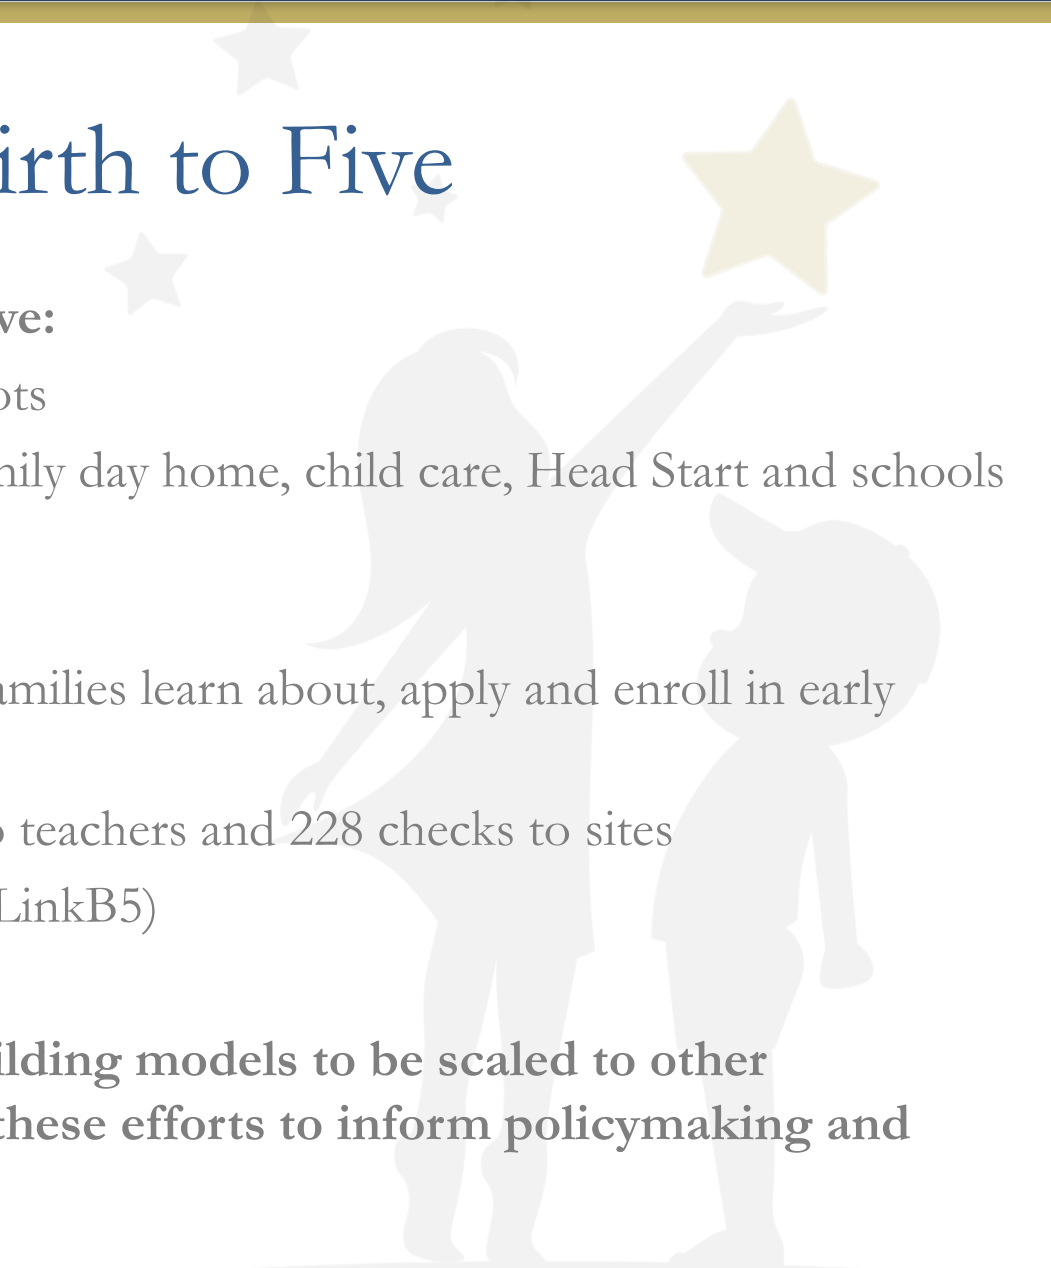 irth to Five
ve:
ots
mily day home, child care, Head Start and schools
amilies learn about, apply and enroll in early
o teachers and 228 checks to sites
LinkB5)
ilding models to be scaled to other
these efforts to inform policymaking and